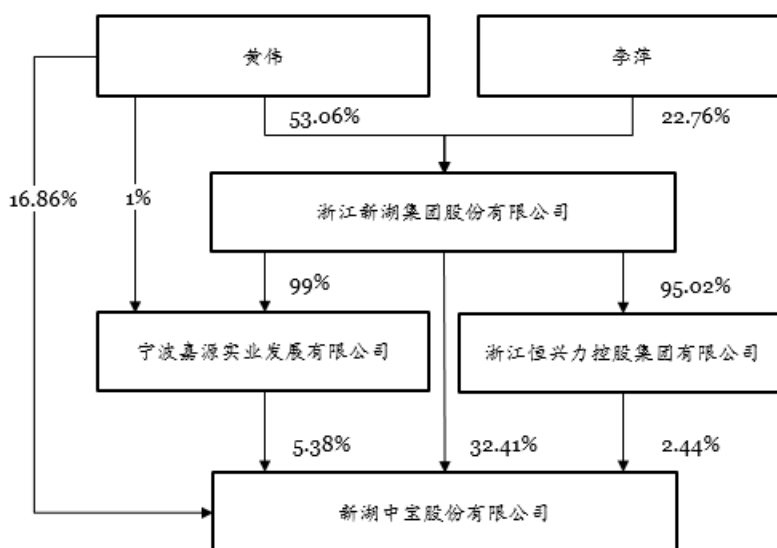 黄伟
李萍
53.06%
22.76%
16.86%
1%
浙江新湖集团股份有限公司
99%
95.02%
宁波嘉源实业发展有限公司
浙江恒兴力控股集团有限公司
5.38%
32.41%
2.44%
新湖中宝股份有限公司